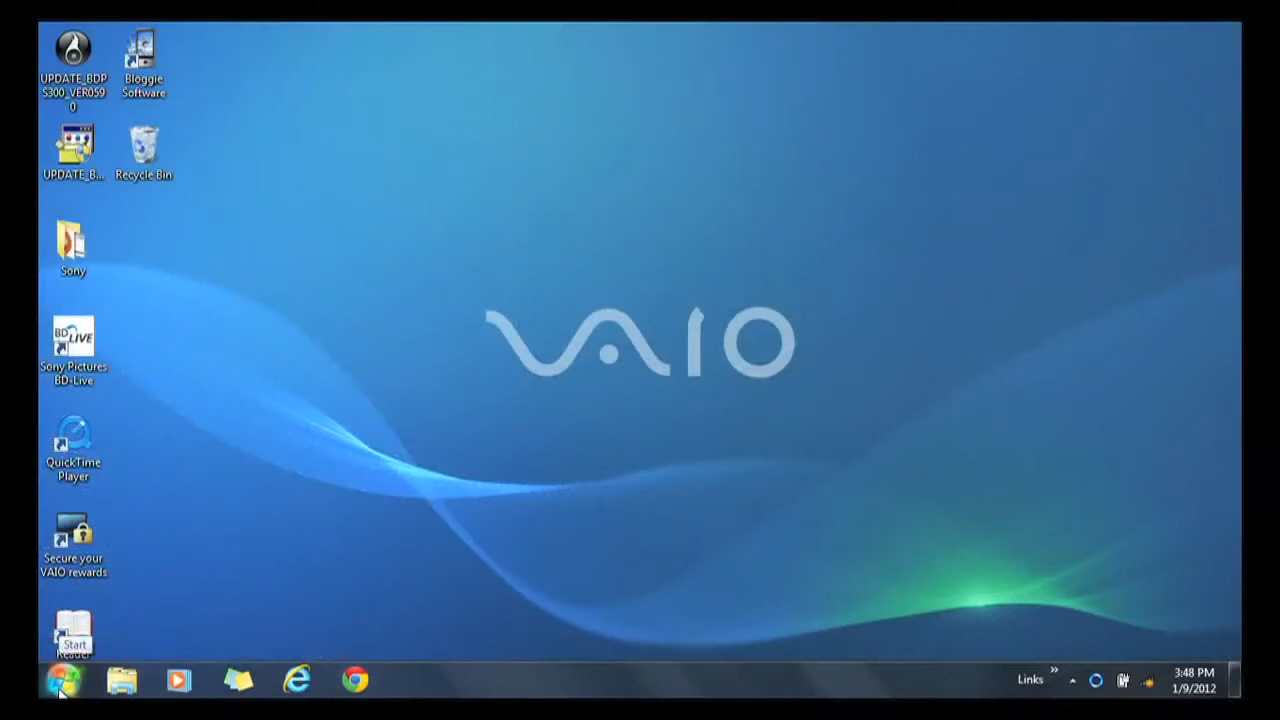 UPDATE_BDP
S300_VER059
0
Bloggie
Software
UPDATE_B...
Recycle Bin
Sony
VAIO
BD LIVE
Sony Pictures
BD-Live
QuickTime
Player
Secure your
VAIO rewards
Start
Reader
Links
3:48 PM
1/9/2012